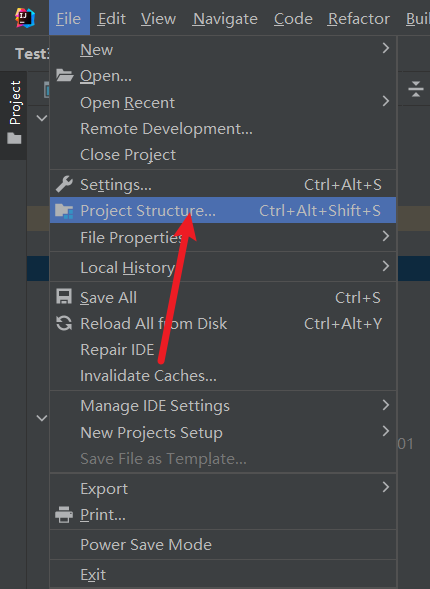 File Edit View Navigate Code Refactor Bui
Test
Project
New
Open...
Open Recent
Remote Development...
Close Project
Settings... Ctrl+Alt+S
Project Structure... Ctrl+Alt+Shift+S
File Properties
Local History
Save All Ctrl+S
Reload All from Disk Ctrl+Alt+Y
Repair IDE
Invalidate Caches...
Manage IDE Settings
New Projects Setup
01
Save File as Template...
Export
Print...
Power Save Mode
Exit